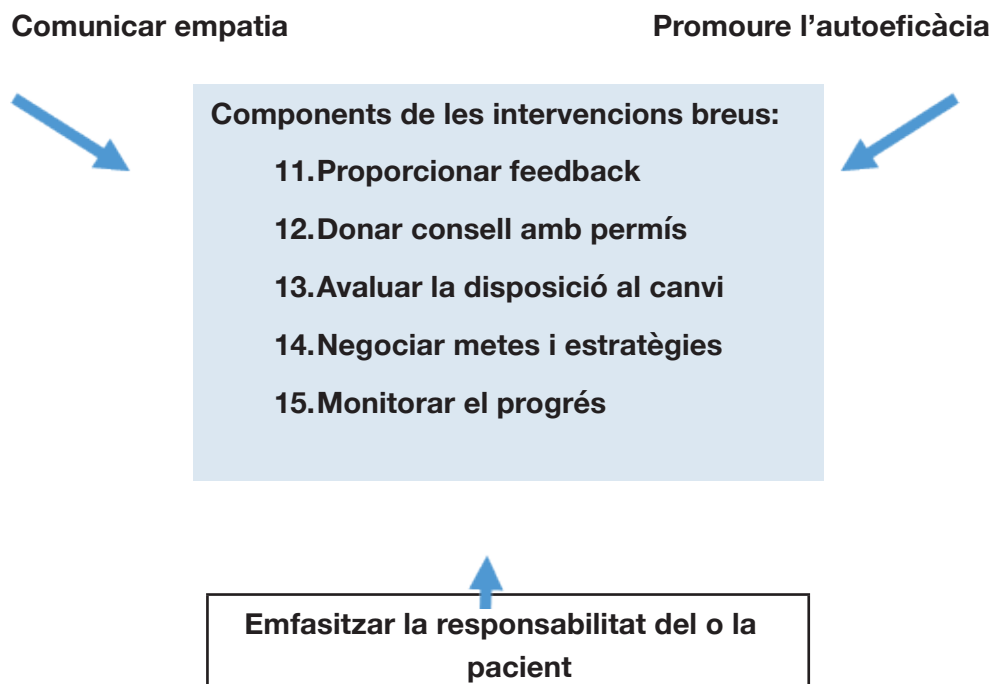 Comunicar empatia
Promoure l’autoeficàcia
Components de les intervencions breus:
11.Proporcionar feedback
12.Donar consell amb permís
13.Avaluar la disposició al canvi
14.Negociar metes i estratègies
15.Monitorar el progrés
Emfasitzar la responsabilitat del o la
pacient